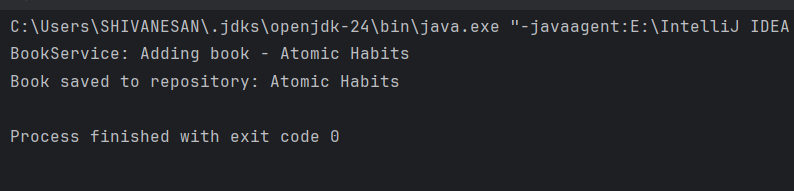 C:\Users\SHIVANESAN\.jdks\openjdk-24\bin\java.exe "-javaagent:E:\IntelliJ IDEA
BookService: Adding book - Atomic Habits
Book saved to repository: Atomic Habits
Process finished with exit code 0